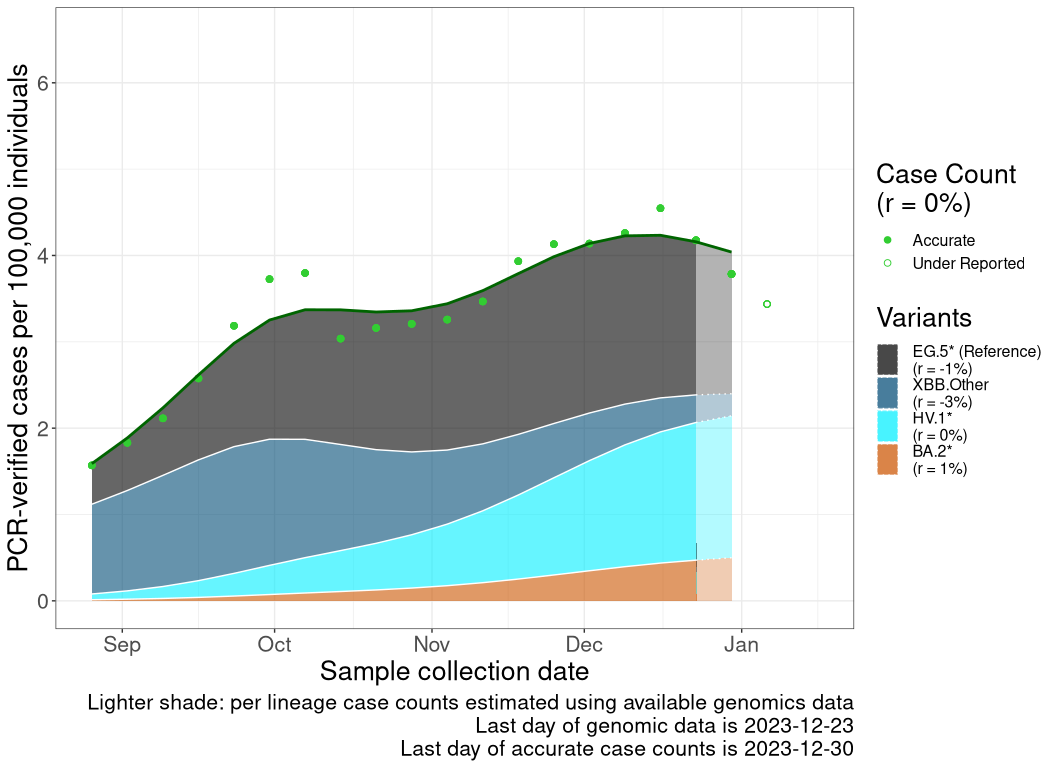 PCR-verified cases per 100,000 individuals
6
4
2
0
Sep Oct Nov Dec Jan
Sample collection date
Lighter shade: per lineage case counts estimated using available genomics data
Last day of genomic data is 2023-12-23
Last day of accurate case counts is 2023-12-30
Case Count
(r = 0%)
Accurate
Under Reported
Variants
EG.5* (Reference)
(r = -1%)
XBB.Other
(r = -3%)
HV.1*
(r = 0%)
BA.2*
(r = 1%)